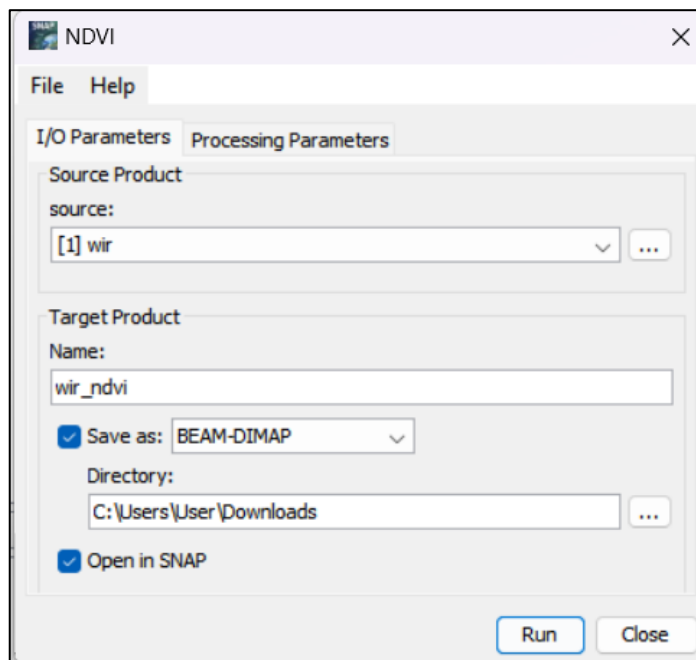 SNAP
NDVI
File Help
I/O Parameters Processing Parameters
Source Product
source:
[1] wir
...
Target Product
Name:
wir_ndvi
Save as: BEAM-DIMAP
Directory:
C:\Users\User\Downloads
...
Open in SNAP
Run Close